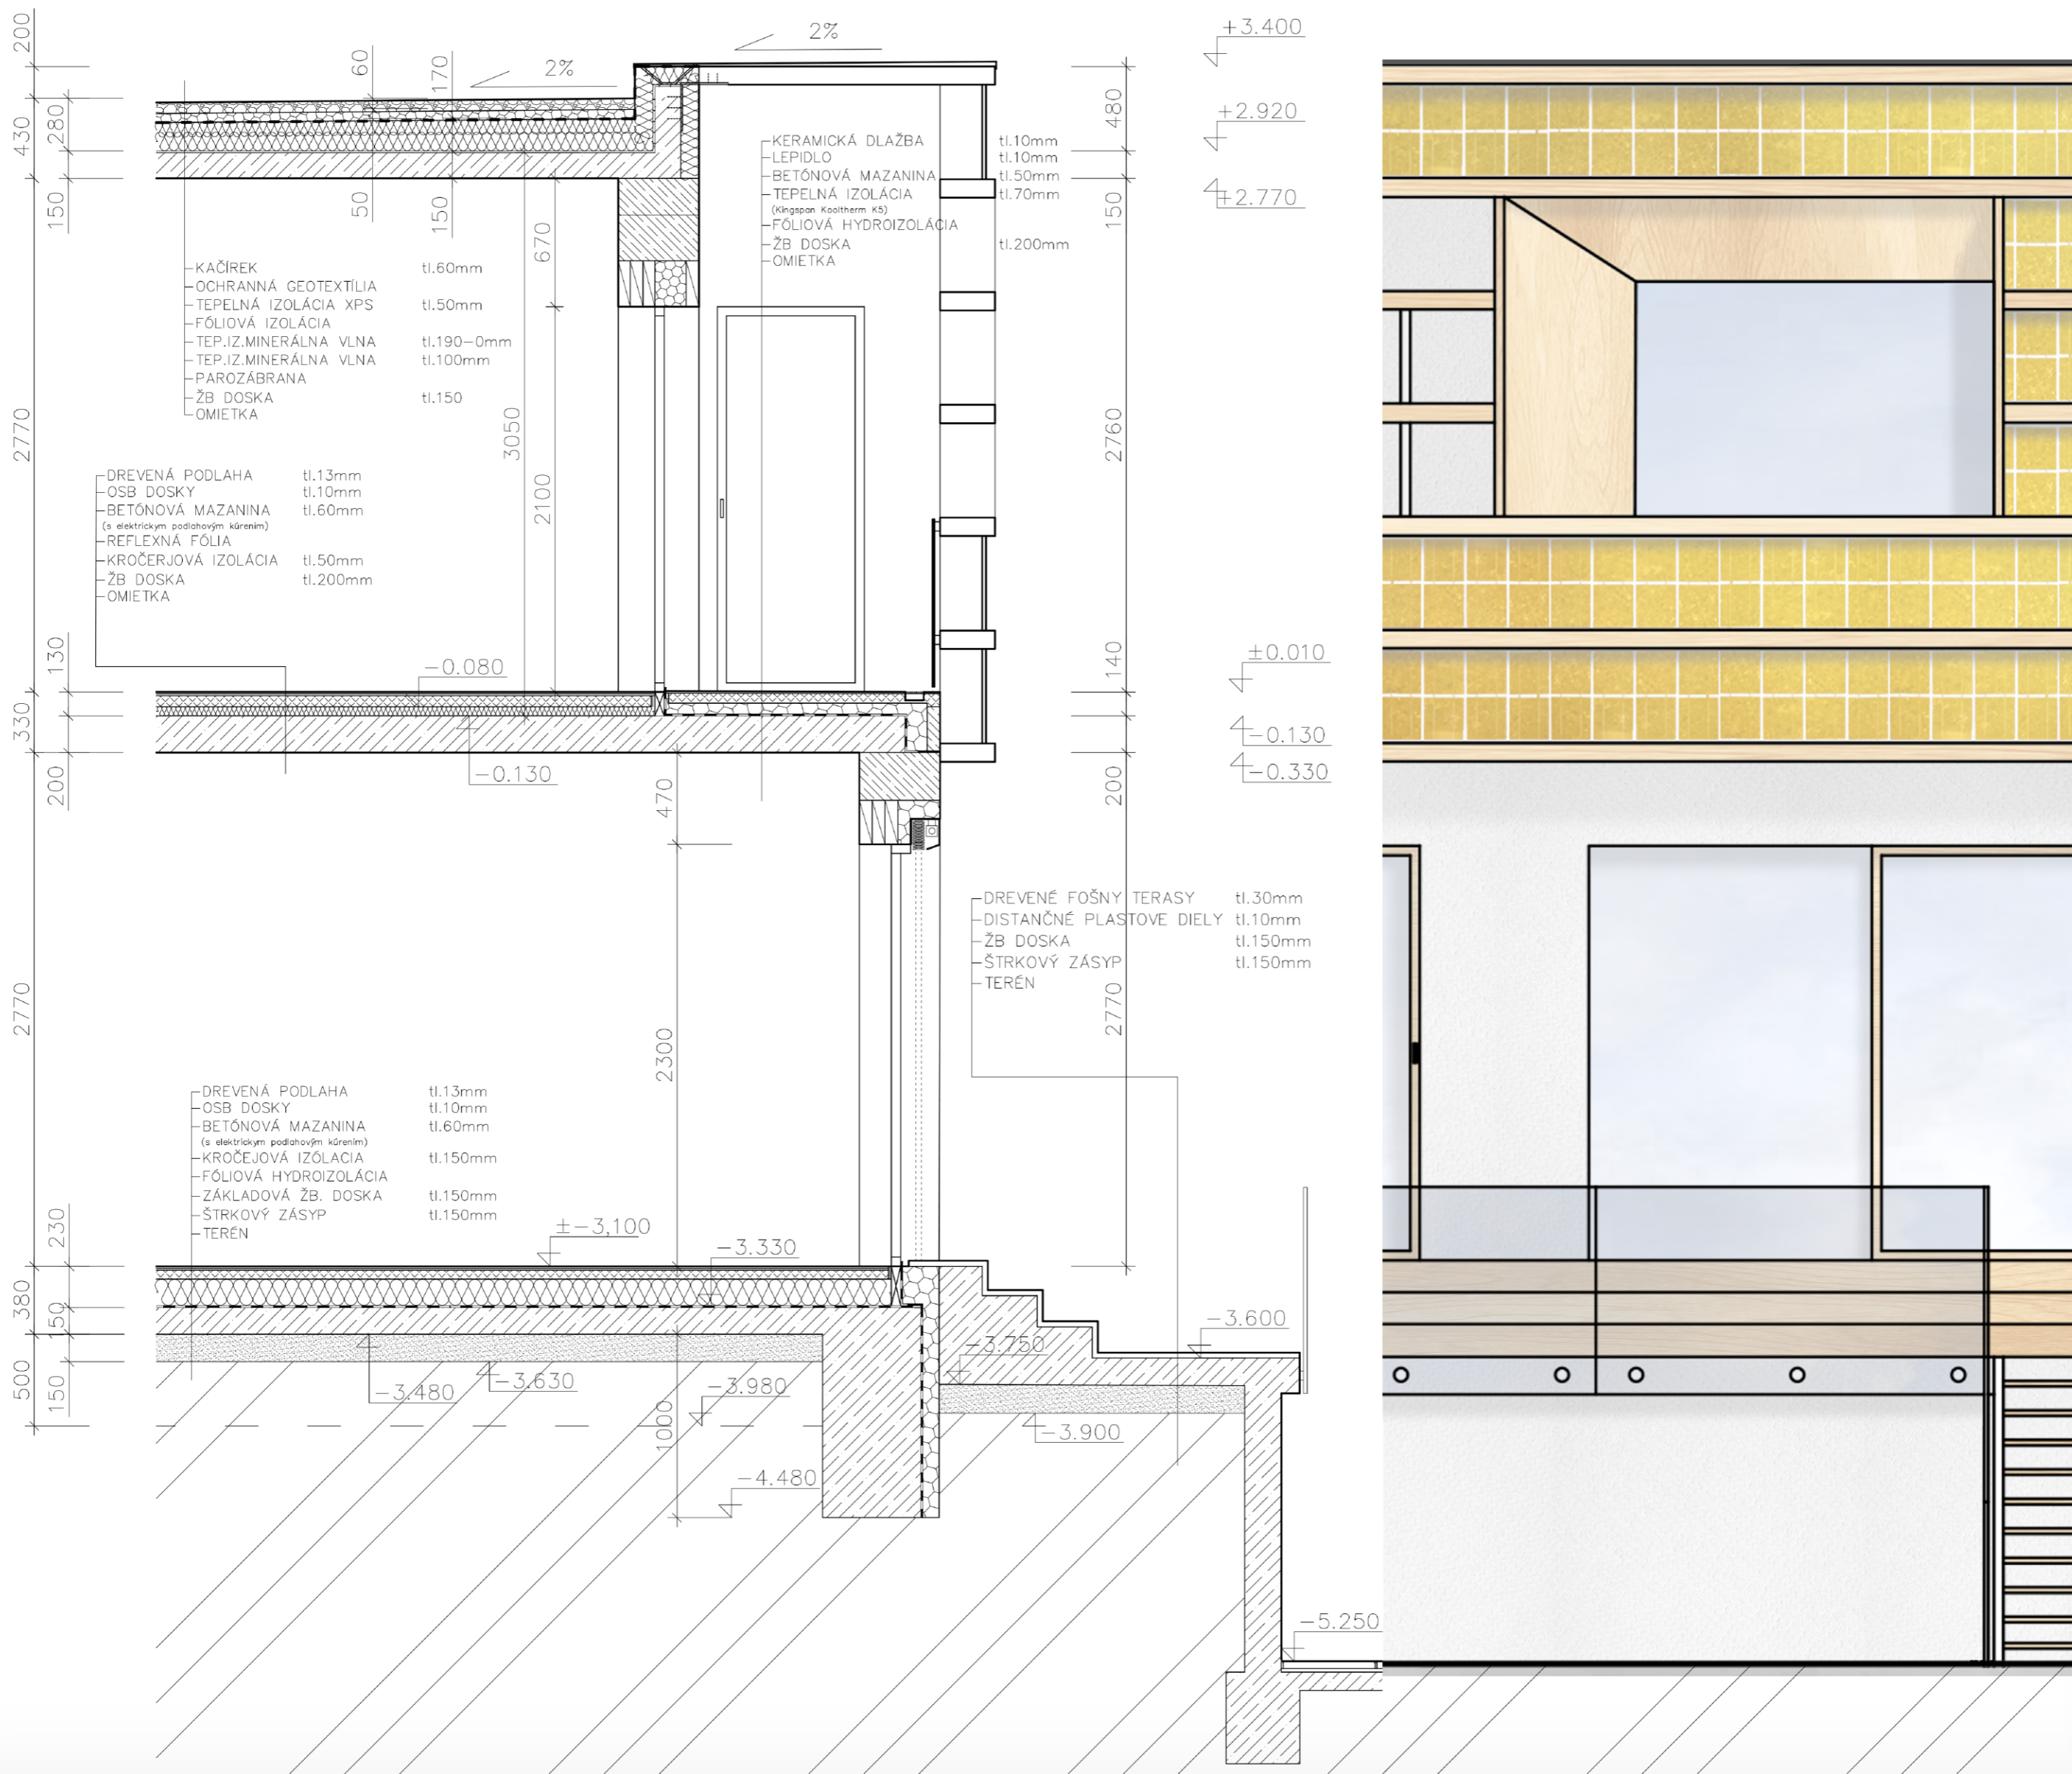 200
430
280
150
60
170
50
150
2%
2%
480
150
+3.400
+2.920
+2.770
KERAMICKÁ DLAŽBA tl.10mm
LEPIDLO tl.10mm
BETÓNOVÁ MAZANINA tl.50mm
TEPELNÁ IZOLÁCIA tl.70mm
(Kingspan Kooltherm K5)
FÓLIOVÁ HYDROIZOLÁCIA
ŽB DOSKA tl.200mm
OMIETKA
670
KAČÍREK tl.60mm
OCHRANNÁ GEOTEXTÍLIA
TEPELNÁ IZOLÁCIA XPS tl.50mm
FÓLIOVÁ IZOLÁCIA
TEP.IZ.MINERÁLNA VLNA tl.190-0mm
TEP.IZ.MINERÁLNA VLNA tl.100mm
PAROZÁBRANA
ŽB DOSKA tl.150
OMIETKA
2770
3050
2100
2760
DREVENÁ PODLAHA tl.13mm
OSB DOSKY tl.10mm
BETÓNOVÁ MAZANINA tl.60mm
(s elektrickym podlahovým kúrením)
REFLEXNÁ FÓLIA
KROČERJOVÁ IZOLÁCIA tl.50mm
ŽB DOSKA tl.200mm
OMIETKA
130
330
200
-0.080
-0.130
140
200
±0.010
-0.130
-0.330
470
DREVENÉ FOŠNY TERASY tl.30mm
DISTANČNÉ PLASTOVE DIELY tl.10mm
ŽB DOSKA tl.150mm
ŠTRKOVÝ ZÁSYP tl.150mm
TERÉN
2770
2300
2770
DREVENÁ PODLAHA tl.13mm
OSB DOSKY tl.10mm
BETÓNOVÁ MAZANINA tl.60mm
(s elektrickym podlahovým kúrením)
KROČEJOVÁ IZÓLACIA tl.150mm
FÓLIOVÁ HYDROIZOLÁCIA
ZÁKLADOVÁ ŽB. DOSKA tl.150mm
ŠTRKOVÝ ZÁSYP tl.150mm
TERÉN
230
380
150
500
150
±-3,100
-3.330
-3.600
-3.750
-3.480
-3.630
-3.980
-3.900
1000
-4.480
-5.250